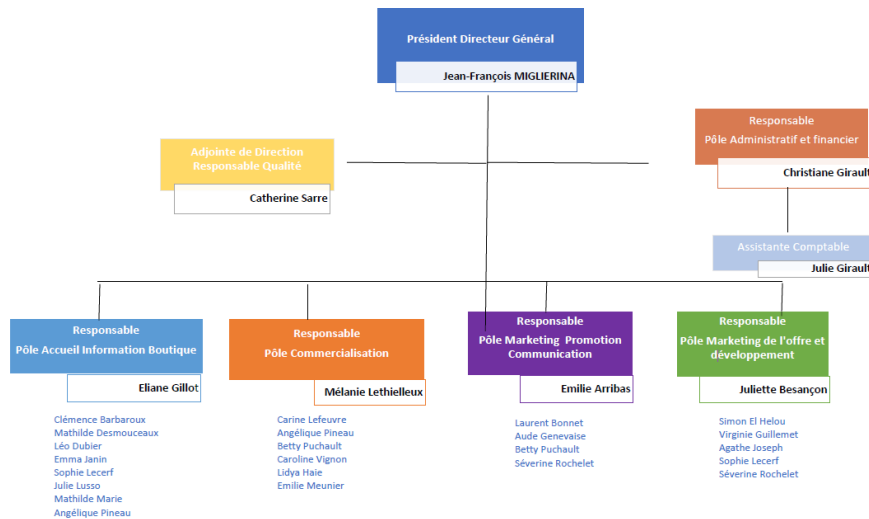 Président Directeur Général
Jean-François MIGLIERINA
Adjointe de Direction
Responsable Qualité
Catherine Sarre
Responsable
Pôle Administratif et financier
Christiane Girault
Assistante Comptable
Julie Girault
Responsable
Pôle Accueil Information Boutique
Eliane Gillot
Clémence Barbaroux
Mathilde Desmouceaux
Léo Dubier
Emma Janin
Sophie Lecerf
Julie Lusso
Mathilde Marie
Angélique Pineau
Responsable
Pôle Commercialisation
Mélanie Lethielleux
Carine Lefeuvre
Angélique Pineau
Betty Puchault
Caroline Vignon
Lidya Haie
Emilie Meunier
Responsable
Pôle Marketing Promotion
Communication
Emilie Arribas
Laurent Bonnet
Aude Genevaise
Betty Puchault
Séverine Rochelet
Responsable
Pôle Marketing de l'offre et
développement
Juliette Besançon
Simon El Helou
Virginie Guillemet
Agathe Joseph
Sophie Lecerf
Séverine Rochelet